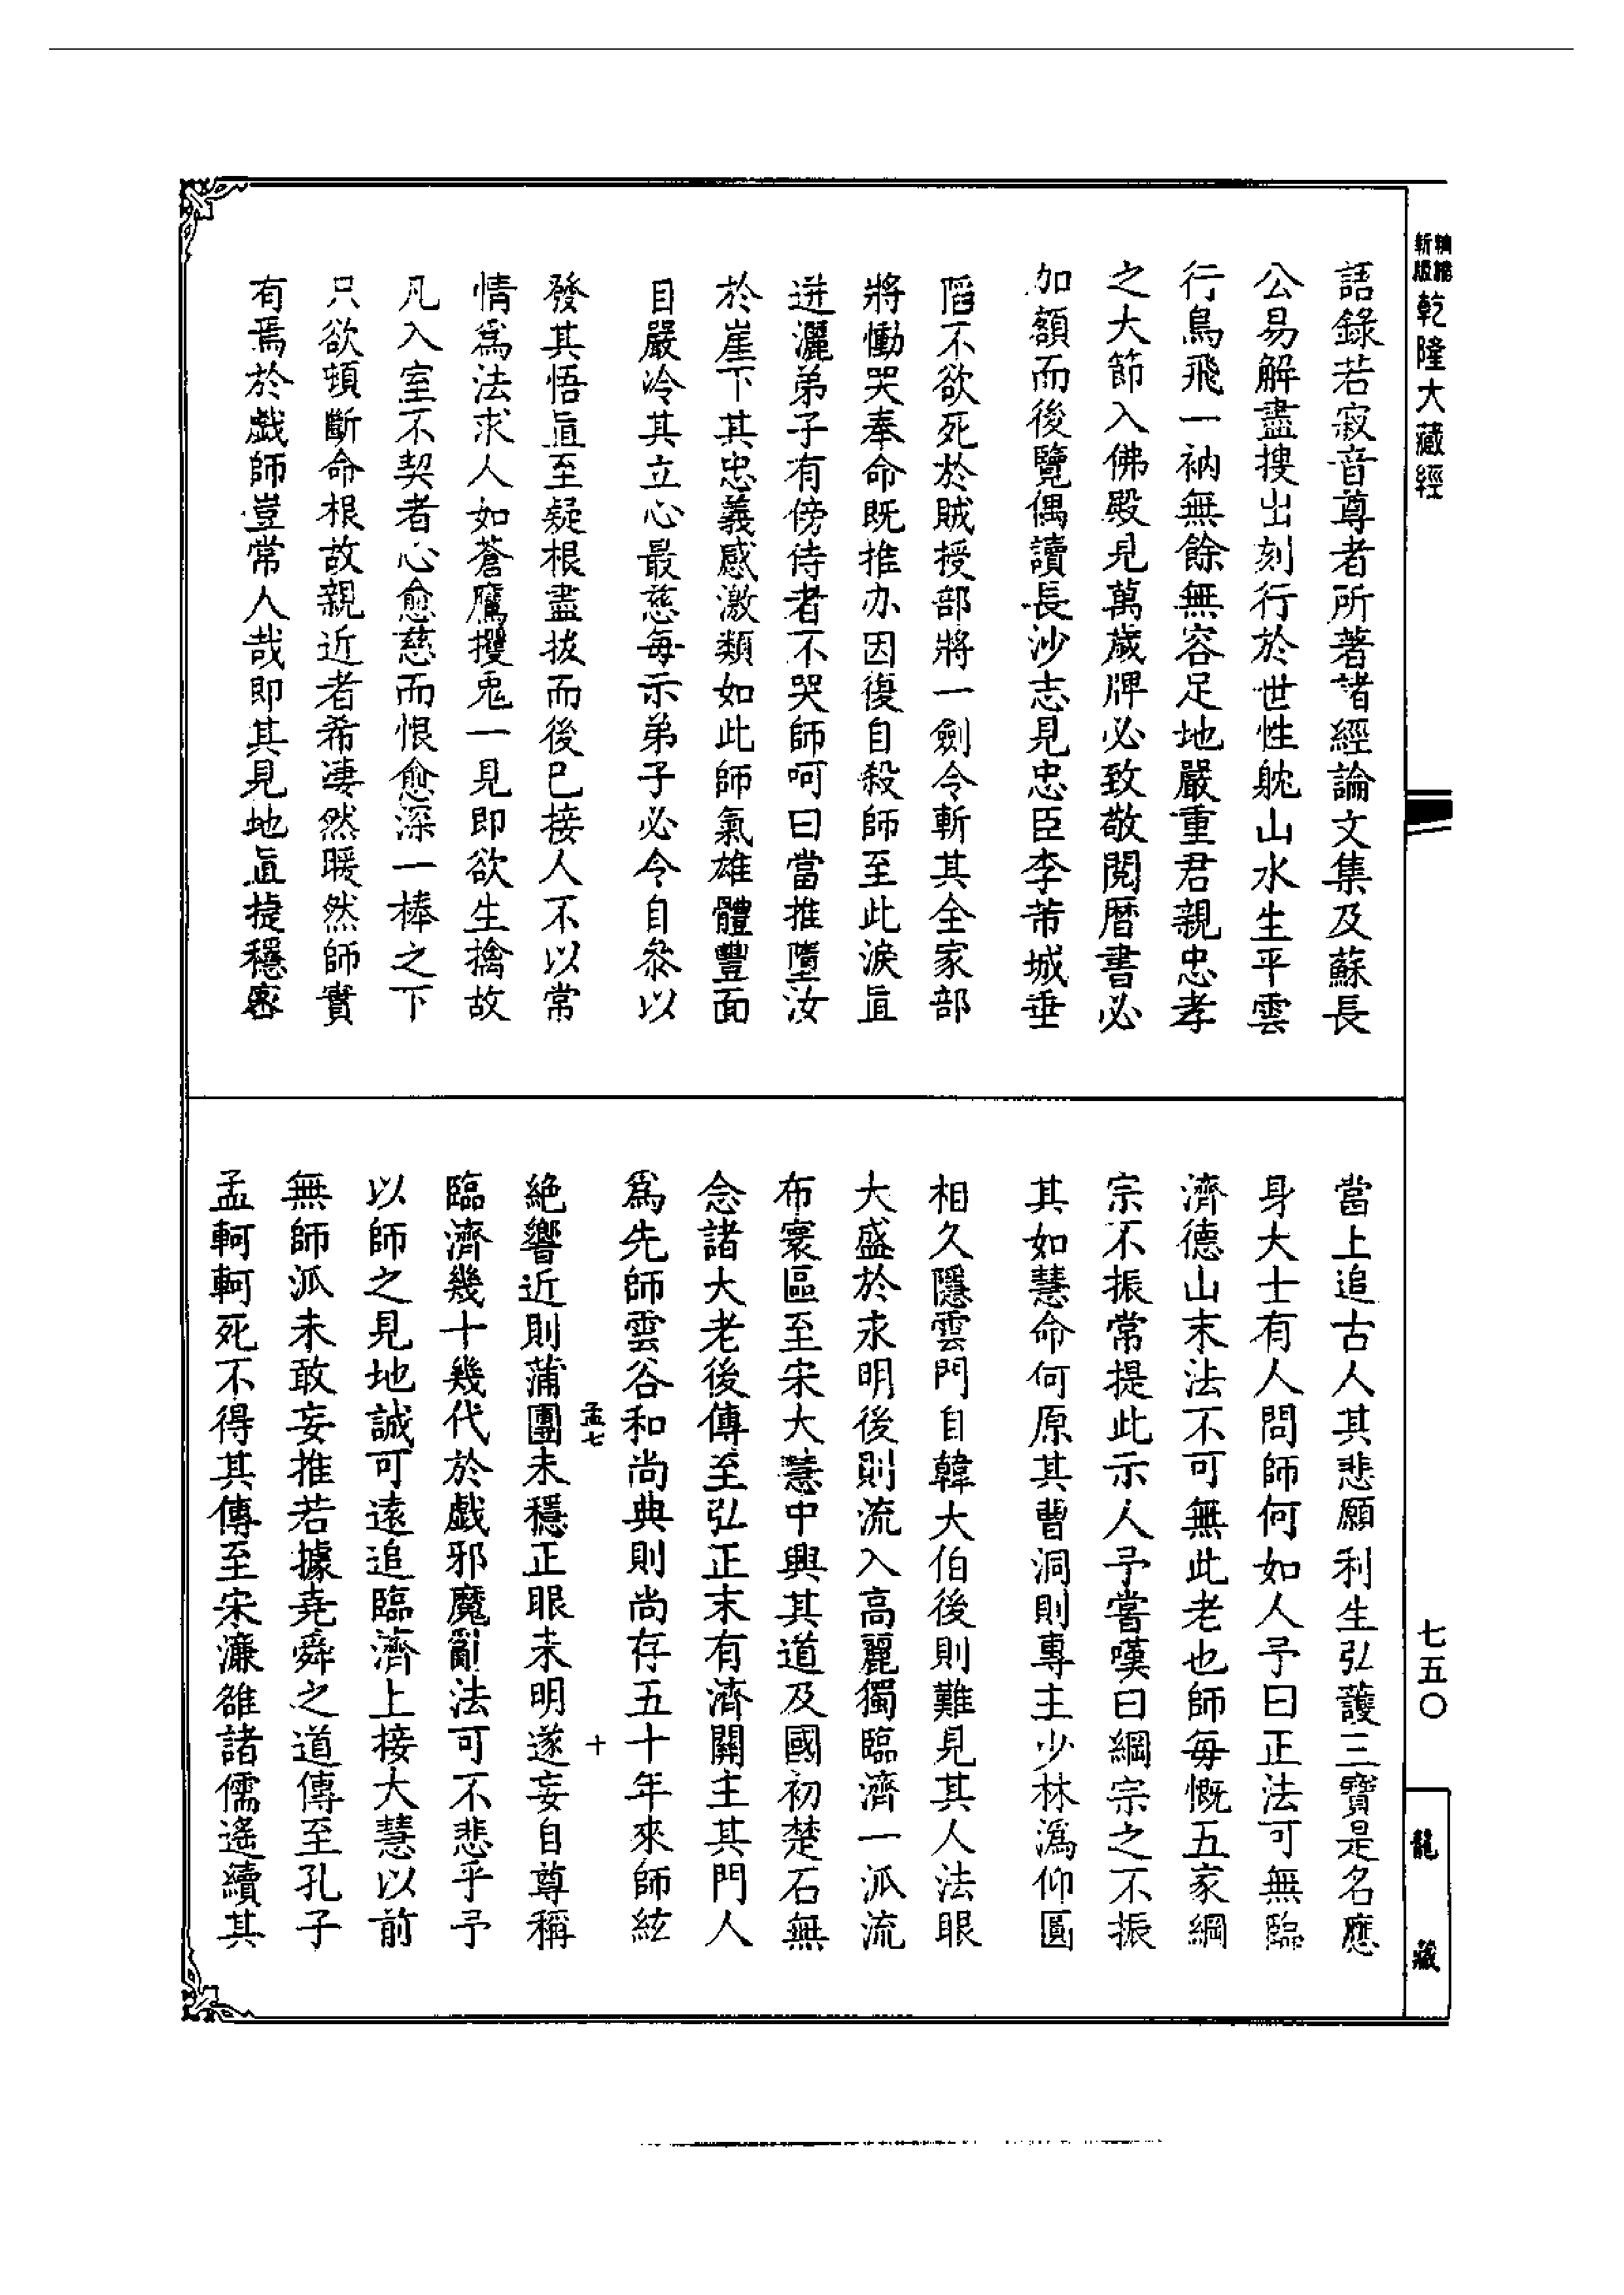 精縮
新版
乾隆大藏經
七五〇
龍藏
語錄若寂音尊者所著諸經論文集及蘇長
公易解盡搜出刻行於世性躭山水生平雲
行鳥飛一衲無餘無容足地嚴重君親忠孝
之大節入佛殿見萬歲牌必致敬閱曆書必
加額而後覽偶讀長沙志見忠臣李芾城垂
陷不欲死於賊授部將一劍令斬其全家部
將慟哭奉命既推办因復自殺師至此淚直
迸灑弟子有傍侍者不哭師呵曰當推墮汝
於崖下其忠義感激類如此師氣雄體豐面
目嚴冷其立心最慈每示弟子必令自叅以
發其悟直至疑根盡拔而後已接人不以常
情爲法求人如蒼鷹攫兎一見即欲生擒故
凡入室不契者心愈慈而恨愈深一棒之下
只欲頓斷命根故親近者希凄然暖然師實
有焉於戲師豈常人哉即其見地直捷穩密
當上追古人其悲願利生弘護三寶是名應
身大士有人問師何如人予曰正法可無臨
濟德山末法不可無此老也師每慨五家綱
宗不振常提此示人予嘗嘆曰綱宗之不振
其如慧命何原其曹洞則專主少林溈仰圓
相久隱雲門自韓大伯後則難見其人法眼
大盛於永明後則流入高麗獨臨濟一派流
布寰區至宋大慧中興其道及國初楚石無
念諸大老後傳至弘正末有濟關主其門人
爲先師雲谷和尚典則尚存五十年來師絃
孟七
十
絶響近則蒲團未穩正眼未明遂妄自尊稱
臨濟幾十幾代於戲邪魔亂法可不悲乎予
以師之見地誠可遠追臨濟上接大慧以前
無師派未敢妄推若據堯舜之道傳至孔子
孟軻軻死不得其傳至宋濂雒諸儒遙續其